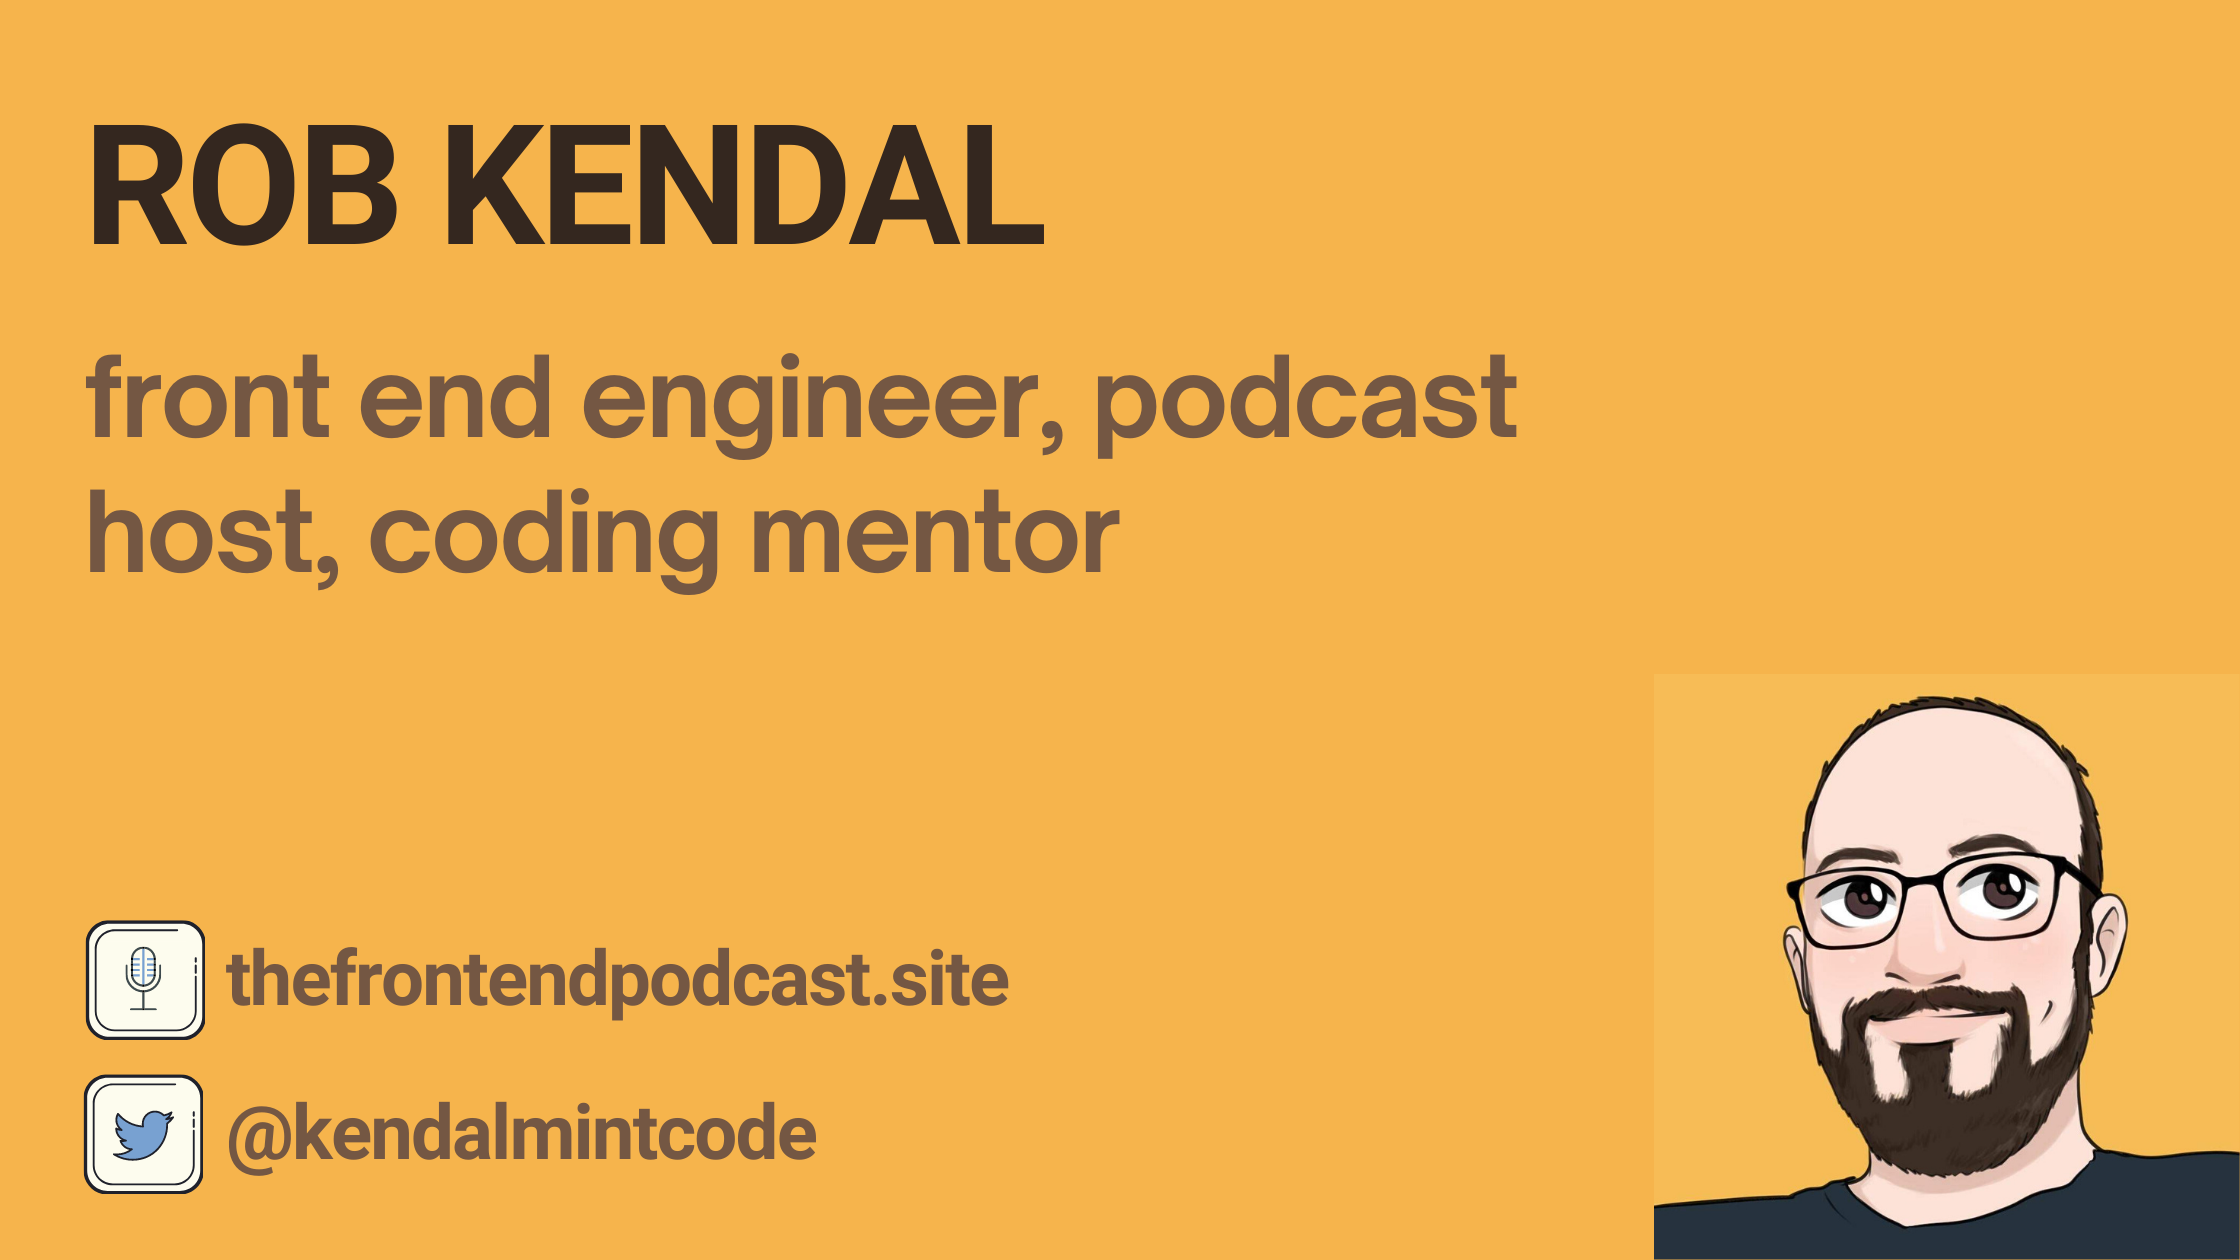 ROB KENDAL
front end engineer, podcast
host, coding mentor
thefrontendpodcast.site
@kendalmintcode